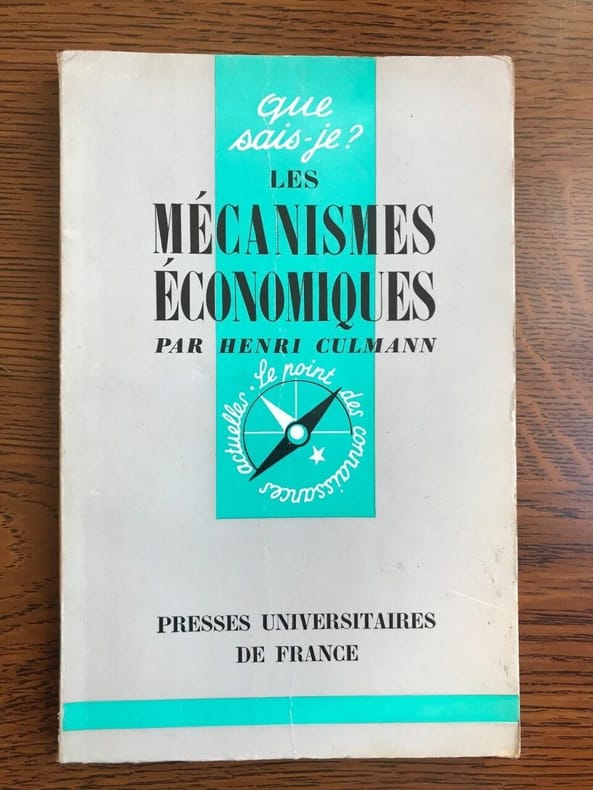 que
sais-je?
LES
MÉCANISMES
ÉCONOMIQUES
PAR HENRI CULMANN
Le point des connaissances actuelles •
PRESSES UNIVERSITAIRES
DE FRANCE